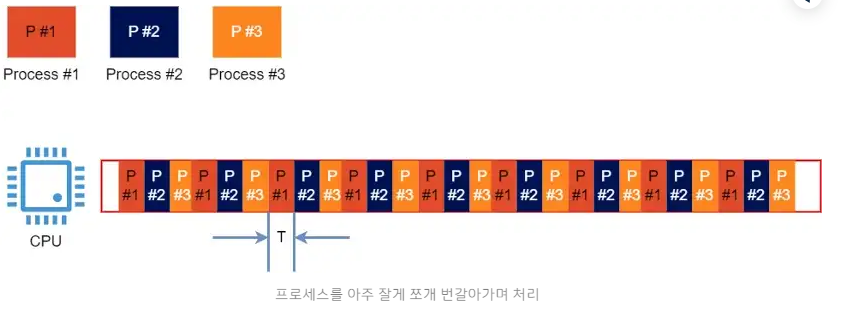 P #1 P #2 P #3
Process #1 Process #2 Process #3
P P P P P P P P P P P P P P P P P P P P P P P P P P P
#1 #2 #3 #1 #2 #3 #1 #2 #3 #1 #2 #3 #1 #2 #3 #1 #2 #3 #1 #2 #3 #1 #2 #3 #1 #2 #3
CPU T
프로세스를 아주 잘게 쪼개 번갈아가며 처리